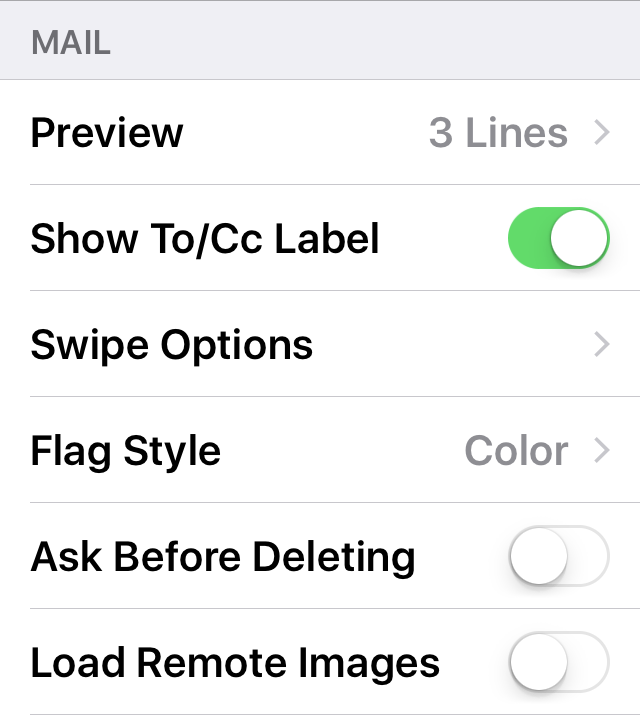 MAIL
Preview 3 Lines
Show To/Cc Label
Swipe Options
Flag Style Color
Ask Before Deleting
Load Remote Images